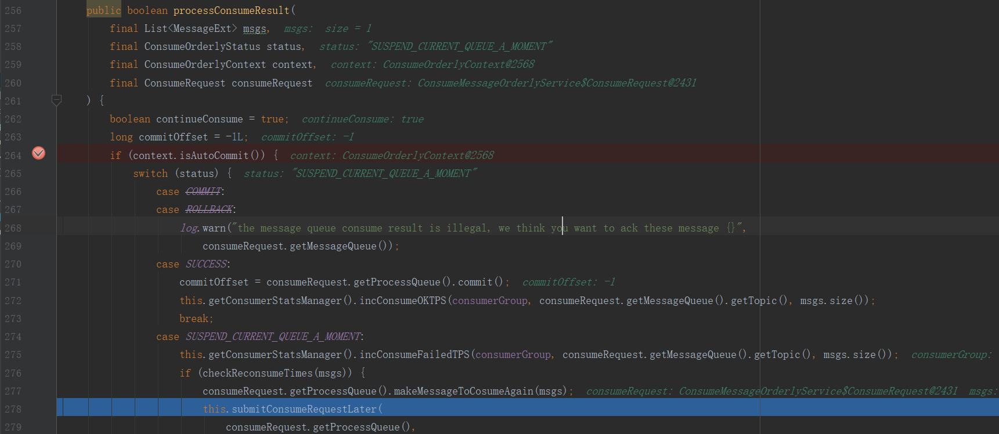 256 public boolean processConsumeResult(
257 final List<MessageExt> msgs, msgs: size = 1
258 final ConsumeOrderlyStatus status, status: "SUSPEND_CURRENT_QUEUE_A_MOMENT"
259 final ConsumeOrderlyContext context, context: ConsumeOrderlyContext@2568
260 final ConsumeRequest consumeRequest consumeRequest: ConsumeMessageOrderlyService$ConsumeRequest@2431
261 ) {
262 boolean continueConsume = true; continueConsume: true
263 long commitOffset = -1L; commitOffset: -1
264 if (context.isAutoCommit()) { context: ConsumeOrderlyContext@2568
265 switch (status) { status: "SUSPEND_CURRENT_QUEUE_A_MOMENT"
266 case COMMIT:
267 case ROLLBACK:
268 log.warn("the message queue consume result is illegal, we think you want to ack these message {}",
269 consumeRequest.getMessageQueue());
270 case SUCCESS:
271 commitOffset = consumeRequest.getProcessQueue().commit(); commitOffset: -1
272 this.getConsumerStatsManager().incConsumeOKTPS(consumerGroup, consumeRequest.getMessageQueue().getTopic(), msgs.size());
273 break;
274 case SUSPEND_CURRENT_QUEUE_A_MOMENT:
275 this.getConsumerStatsManager().incConsumeFailedTPS(consumerGroup, consumeRequest.getMessageQueue().getTopic(), msgs.size()); consumerGroup:
276 if (checkReconsumeTimes(msgs)) {
277 consumeRequest.getProcessQueue().makeMessageToCosumeAgain(msgs); consumeRequest: ConsumeMessageOrderlyService$ConsumeRequest@2431 msgs:
278 this.submitConsumeRequestLater(
279 consumeRequest.getProcessQueue(),